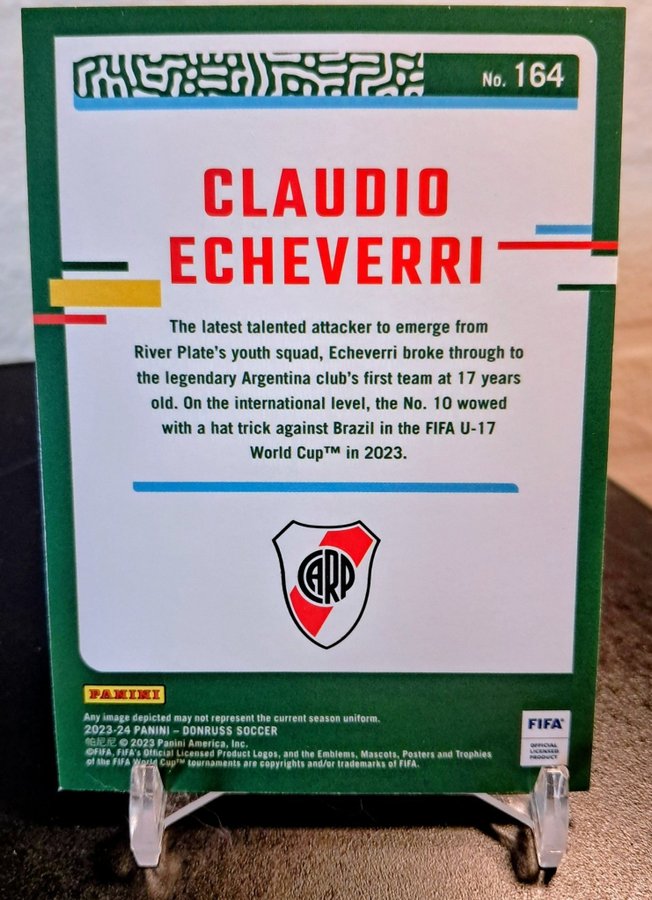 No. 164
CLAUDIO
ECHEVERRI
The latest talented attacker to emerge from
River Plate's youth squad, Echeverri broke through to
the legendary Argentina club's first team at 17 years
old. On the international level, the No. 10 wowed
with a hat trick against Brazil in the FIFA U-17
World Cup™ in 2023.
CARP
PANINI
Any image depicted may not represent the current season uniform.
2023-24 PANINI – DONRUSS SOCCER
帕尼尼 © 2023 Panini America, Inc.
©FIFA, FIFA's Official Licensed Product Logos, and the Emblems, Mascots, Posters and Trophies
of the FIFA World Cup™ tournaments are copyrights and/or trademarks of FIFA.
FIFA®
OFFICIAL
LICENSED
PRODUCT